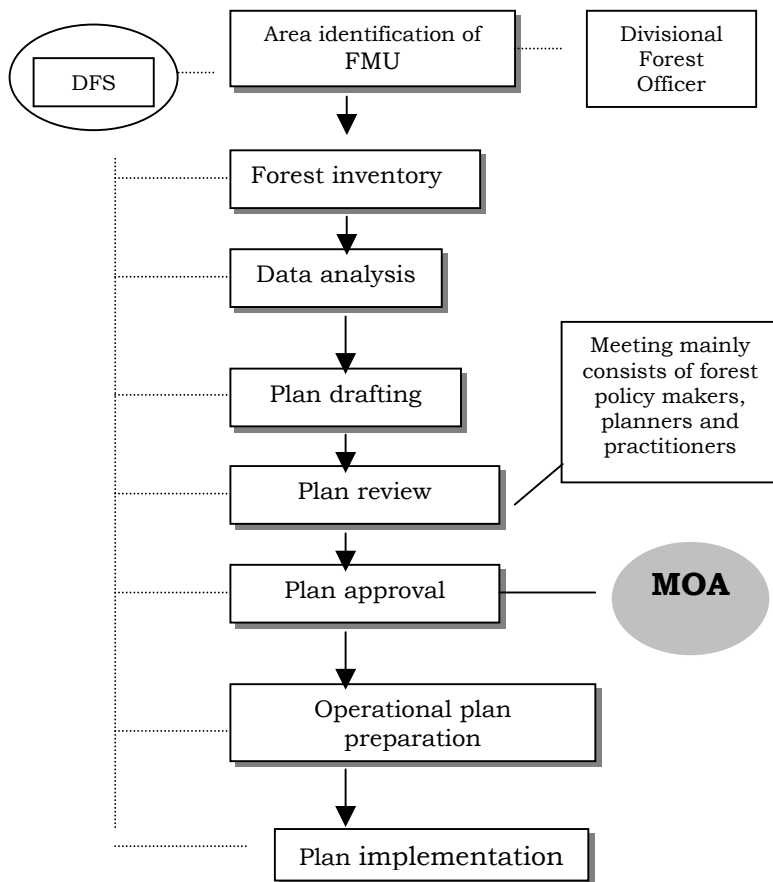 Area identification of
FMU
Divisional
Forest
Officer
DFS
Forest inventory
Data analysis
Meeting mainly
consists of forest
policy makers,
planners and
practitioners
Plan drafting
Plan review
Plan approval
MOA
Operational plan
preparation
Plan implementation